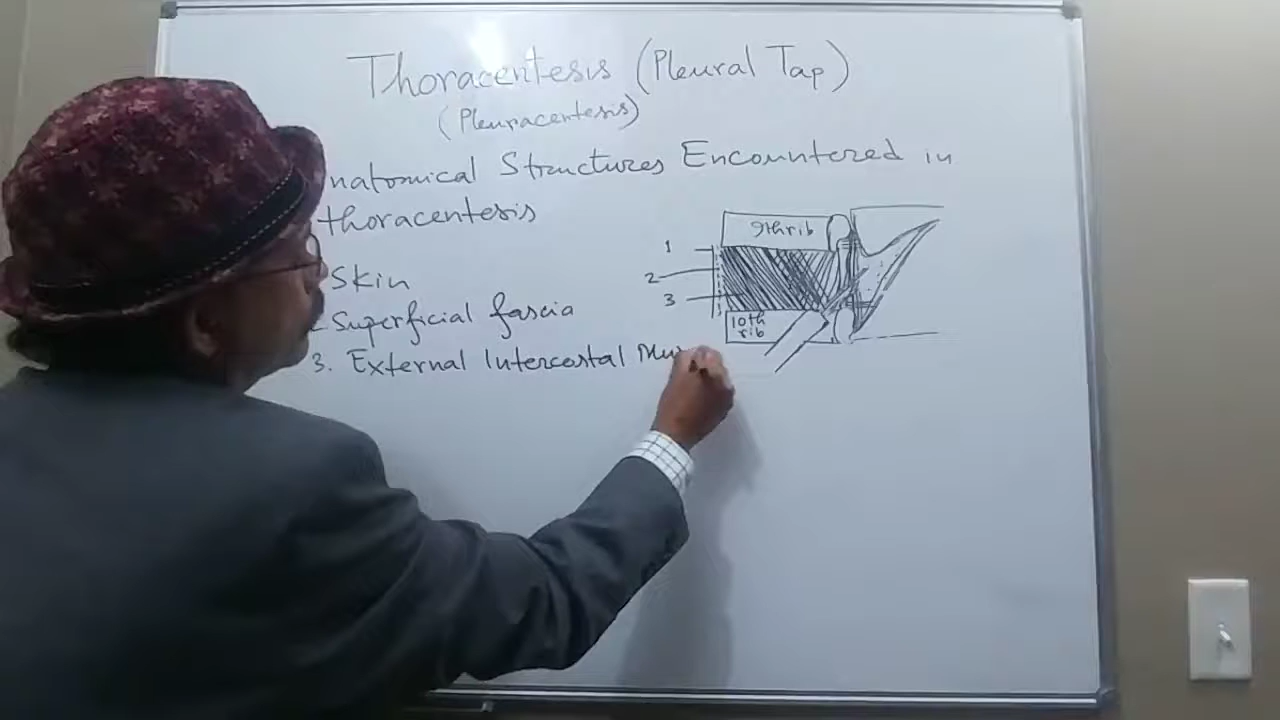 Thoracentesis (Pleural Tap)
(Pleuracentesis)
natomical Structures Encountered in
thoracentesis
Skin
Superficial fascia
3. External Intercostal Mus
9th rib
1
2
3
10th
rib